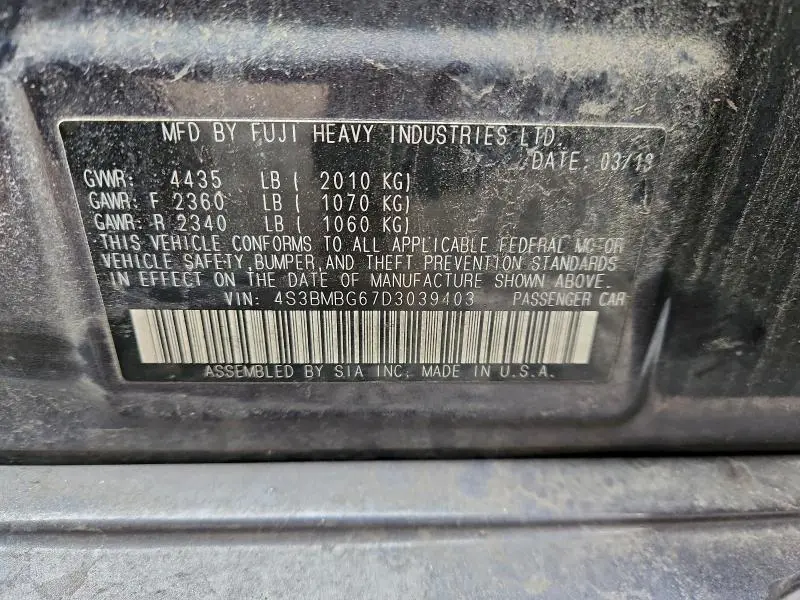 MFD BY FUJI HEAVY INDUSTRIES LTD.
DATE: 03/13
GVWR: 4435 LB ( 2010 KG)
GAWR: F 2360 LB ( 1070 KG)
GAWR: R 2340 LB ( 1060 KG)
THIS VEHICLE CONFORMS TO ALL APPLICABLE FEDERAL MOTOR
VEHICLE SAFETY,BUMPER,AND THEFT PREVENTION STANDARDS
IN EFFECT ON THE DATE OF MANUFACTURE SHOWN ABOVE.
VIN: 4S3BMBG67D3039403 PASSENGER CAR
ASSEMBLED BY SIA INC. MADE IN U.S.A.